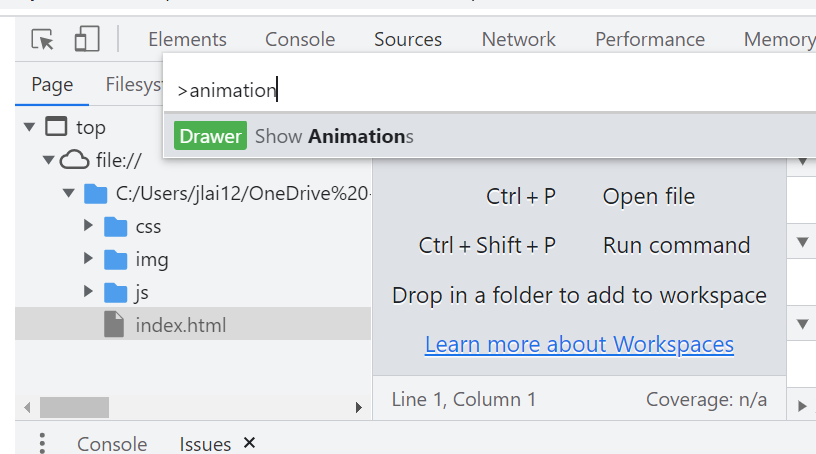 Elements Console Sources Network Performance Memory
Page Filesys
>animation
Drawer Show Animations
top
file://
C:/Users/jlai12/OneDrive%20-
css
img
js
index.html
Ctrl + P Open file
Ctrl + Shift + P Run command
Drop in a folder to add to workspace
Learn more about Workspaces
Line 1, Column 1 Coverage: n/a
Console Issues ×